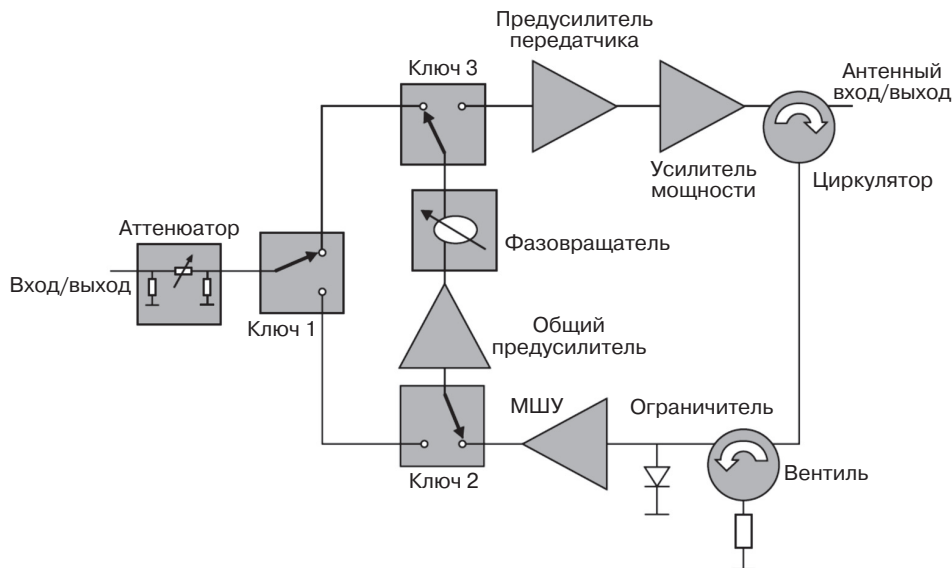 Предусилитель
передатчика
Ключ 3
Антенный
вход/выход
Усилитель
мощности
Циркулятор
Аттенюатор
Фазовращатель
Вход/выход
Ключ 1
Общий
предусилитель
МШУ
Ограничитель
Ключ 2
Вентиль